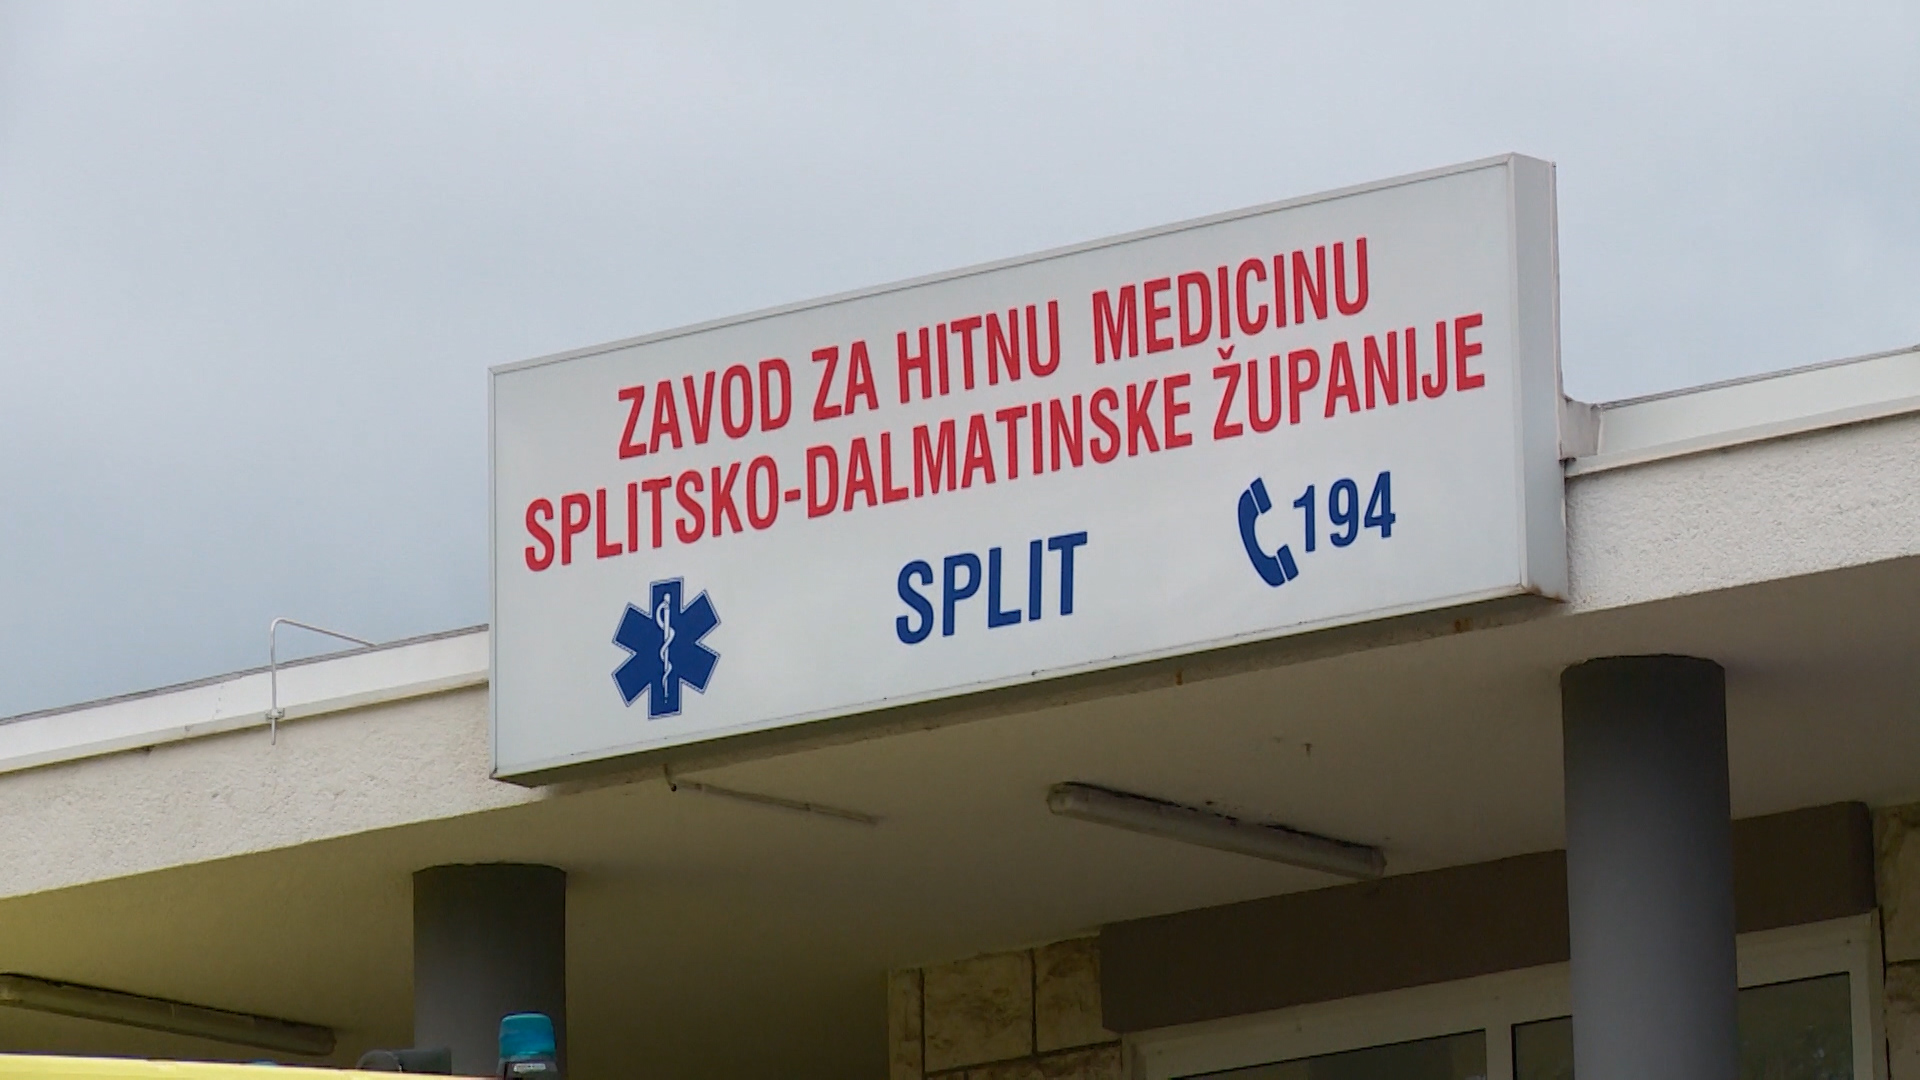 ZAVOD ZA HITNU MEDICINU
SPLITSKO-DALMATINSKE ŽUPANIJE
SPLIT
194